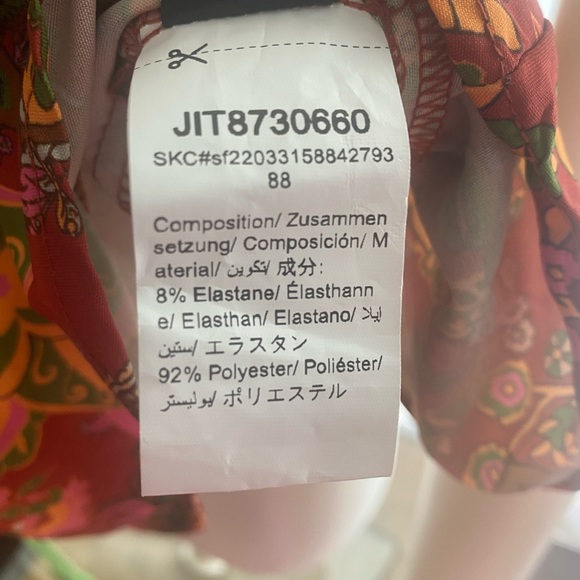 JIT8730660
SKC#sf22033158842793
88
Composition/ Zusammen
setzung/ Composición/ M
aterial/ تكوين/ 成分:
8% Elastane/ Élasthann
e/ Elasthan/ Elastano/ ايلا
ستين/ エラスタン
92% Polyester/ Poliéster/
بوليستر/ ポリエステル